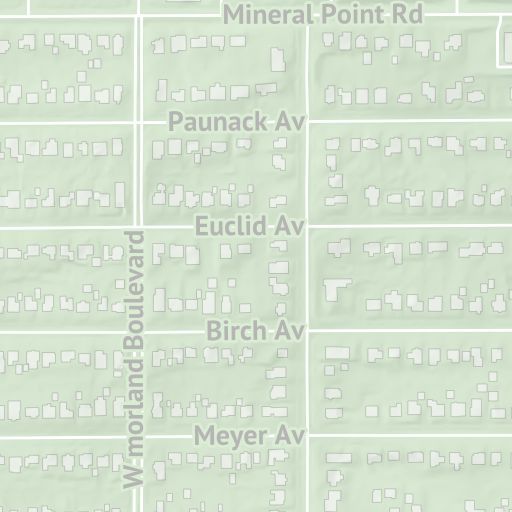 Mineral Point Rd
Paunack Av
Euclid Av
W morland Boulevard
Birch Av
Meyer Av